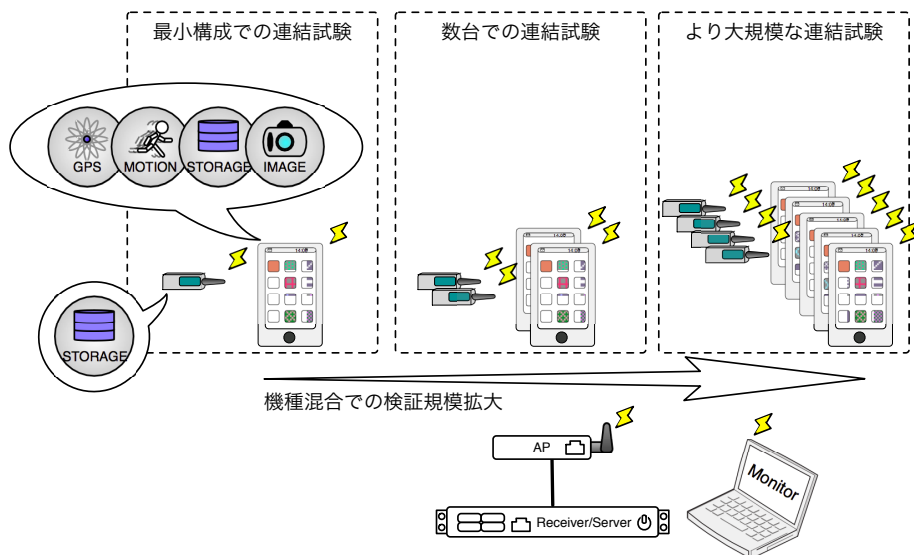 最小構成での連結試験
数台での連結試験
より大規模な連結試験
GPS
MOTION
STORAGE
IMAGE
STORAGE
機種混合での検証規模拡大
AP
Receiver/Server
Monitor